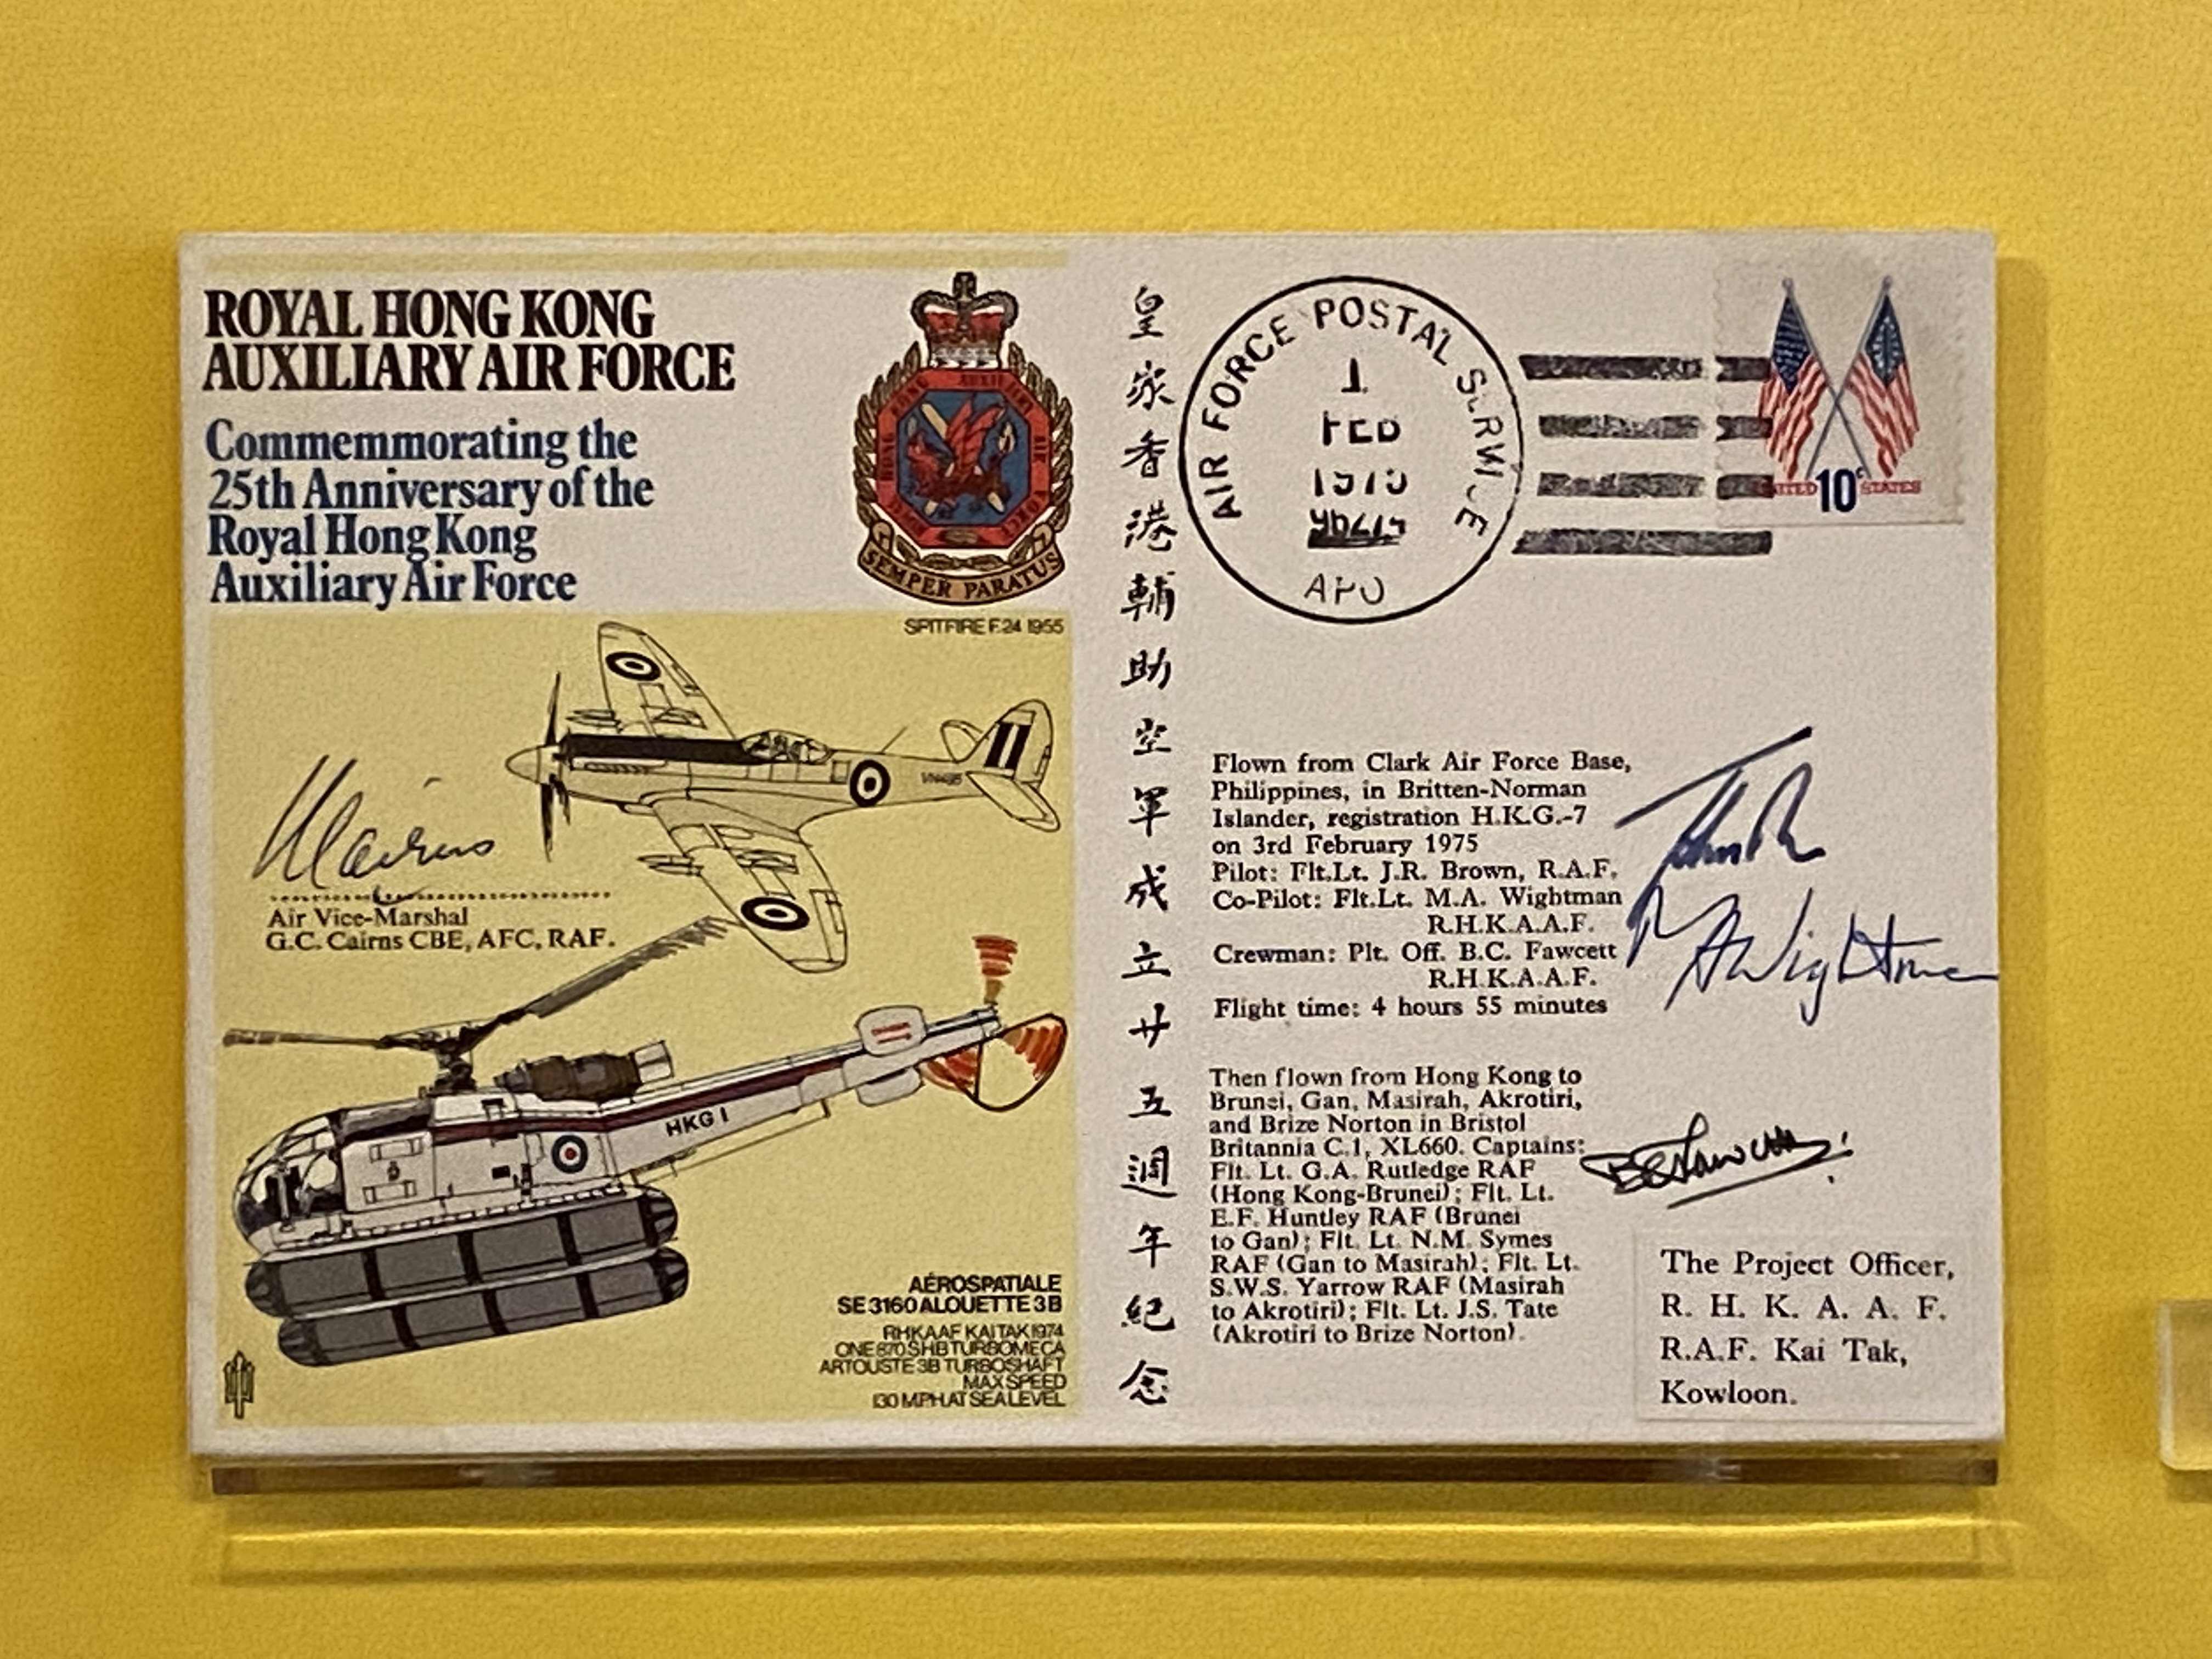 ROYAL HONG KONG
AUXILIARY AIR FORCE
Commemmorating the
25th Anniversary of the
Royal Hong Kong
Auxiliary Air Force
SEMPER PARATUS
SPITFIRE F.24 1955
Air Vice-Marshal
G.C. Cairns CBE, AFC, RAF.
HKG 1
AÉROSPATIALE
SE 3160 ALOUETTE 3B
RHKAAF KAI TAK 1974
ONE 870 SHB TURBOMECA
ARTOUSTE 3B TURBOSHAFT
MAX SPEED
130 M.P.H. AT SEA LEVEL
皇家香港輔助空軍成立廿五週年紀念
AIR FORCE POSTAL SERVICE
1
FEB
1975
APO
UNITED 10c STATES
Flown from Clark Air Force Base,
Philippines, in Britten-Norman
Islander, registration H.K.G.-7
on 3rd February 1975
Pilot: Flt.Lt. J.R. Brown, R.A.F.
Co-Pilot: Flt.Lt. M.A. Wightman
R.H.K.A.A.F.
Crewman: Plt. Off. B.C. Fawcett
R.H.K.A.A.F.
Flight time: 4 hours 55 minutes
MAWightman
Then flown from Hong Kong to
Brunei, Gan, Masirah, Akrotiri,
and Brize Norton in Bristol
Britannia C.1, XL660. Captains:
Flt. Lt. G.A. Rutledge RAF
(Hong Kong-Brunei); Flt. Lt.
E.F. Huntley RAF (Brunei
to Gan); Flt. Lt. N.M. Symes
RAF (Gan to Masirah); Flt. Lt.
S.W.S. Yarrow RAF (Masirah
to Akrotiri); Flt. Lt. J.S. Tate
(Akrotiri to Brize Norton).
The Project Officer,
R. H. K. A. A. F.
R.A.F. Kai Tak,
Kowloon.